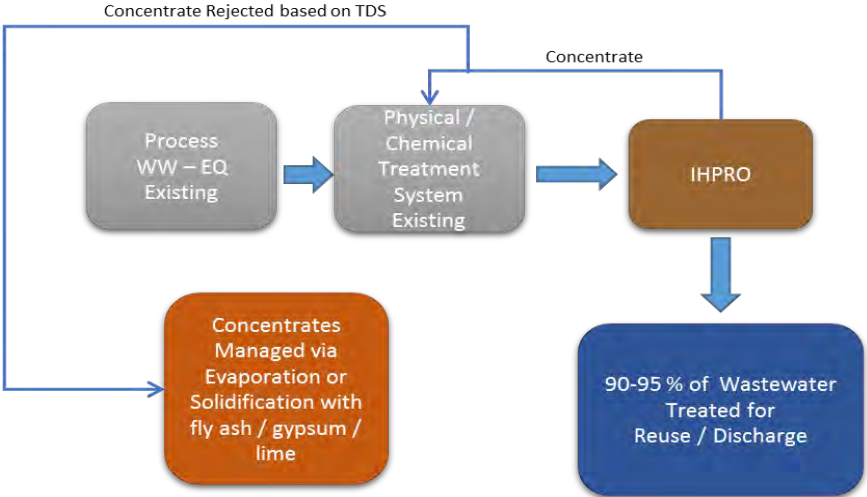 Concentrate Rejected based on TDS
Concentrate
Process
WW – EQ
Existing
Physical /
Chemical
Treatment
System
Existing
IHPRO
Concentrates
Managed via
Evaporation or
Solidification with
fly ash / gypsum /
lime
90-95 % of Wastewater
Treated for
Reuse / Discharge